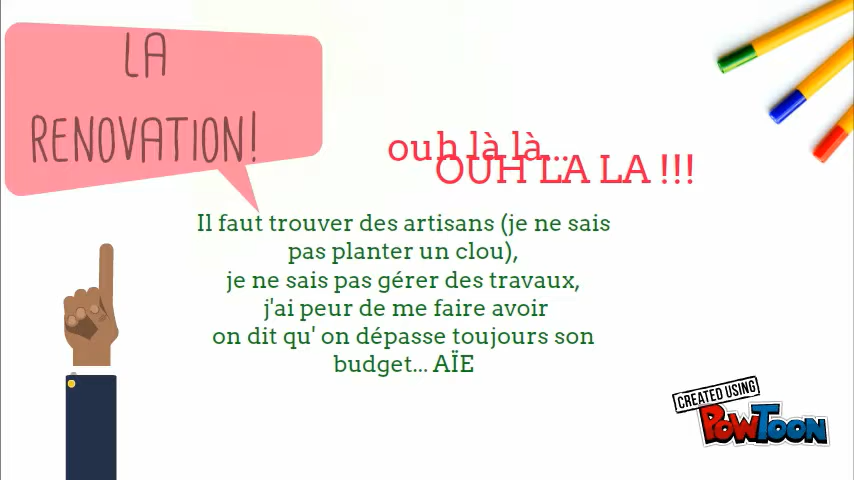 LA
RENOVATION!
ouh là là...
OUH LA LA !!!
Il faut trouver des artisans (je ne sais
pas planter un clou),
je ne sais pas gérer des travaux,
j'ai peur de me faire avoir
on dit qu' on dépasse toujours son
budget... AÏE
CREATED USING
POWTOON